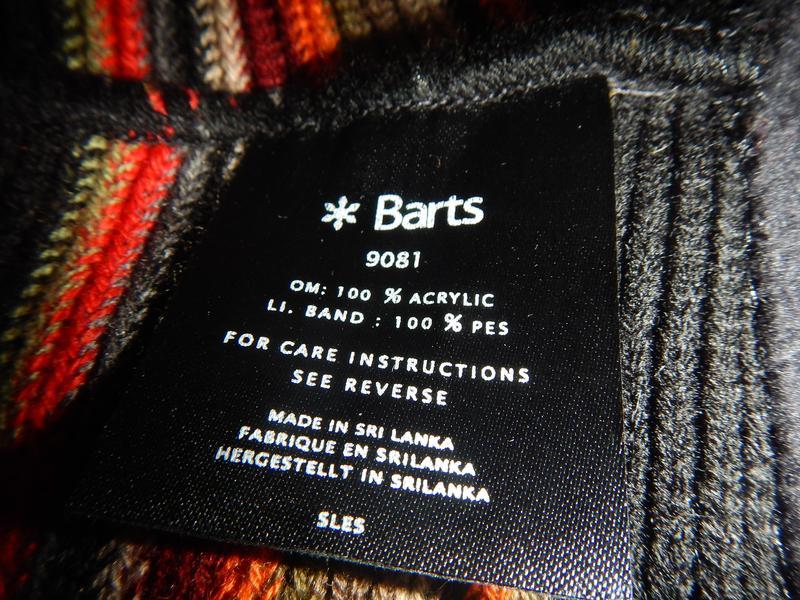 Barts
9081
OM: 100 % ACRYLIC
LI. BAND : 100 % PES
FOR CARE INSTRUCTIONS
SEE REVERSE
MADE IN SRI LANKA
FABRIQUE EN SRILANKA
HERGESTELLT IN SRILANKA
SLES